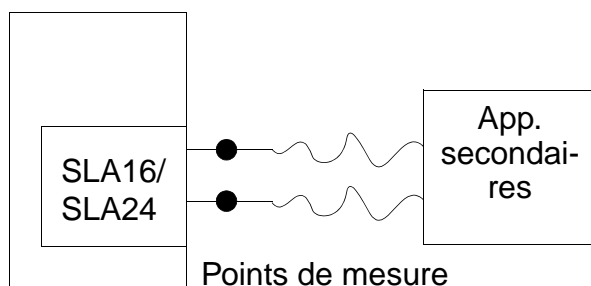 SLA16/
SLA24
App.
secondai-
res
Points de mesure